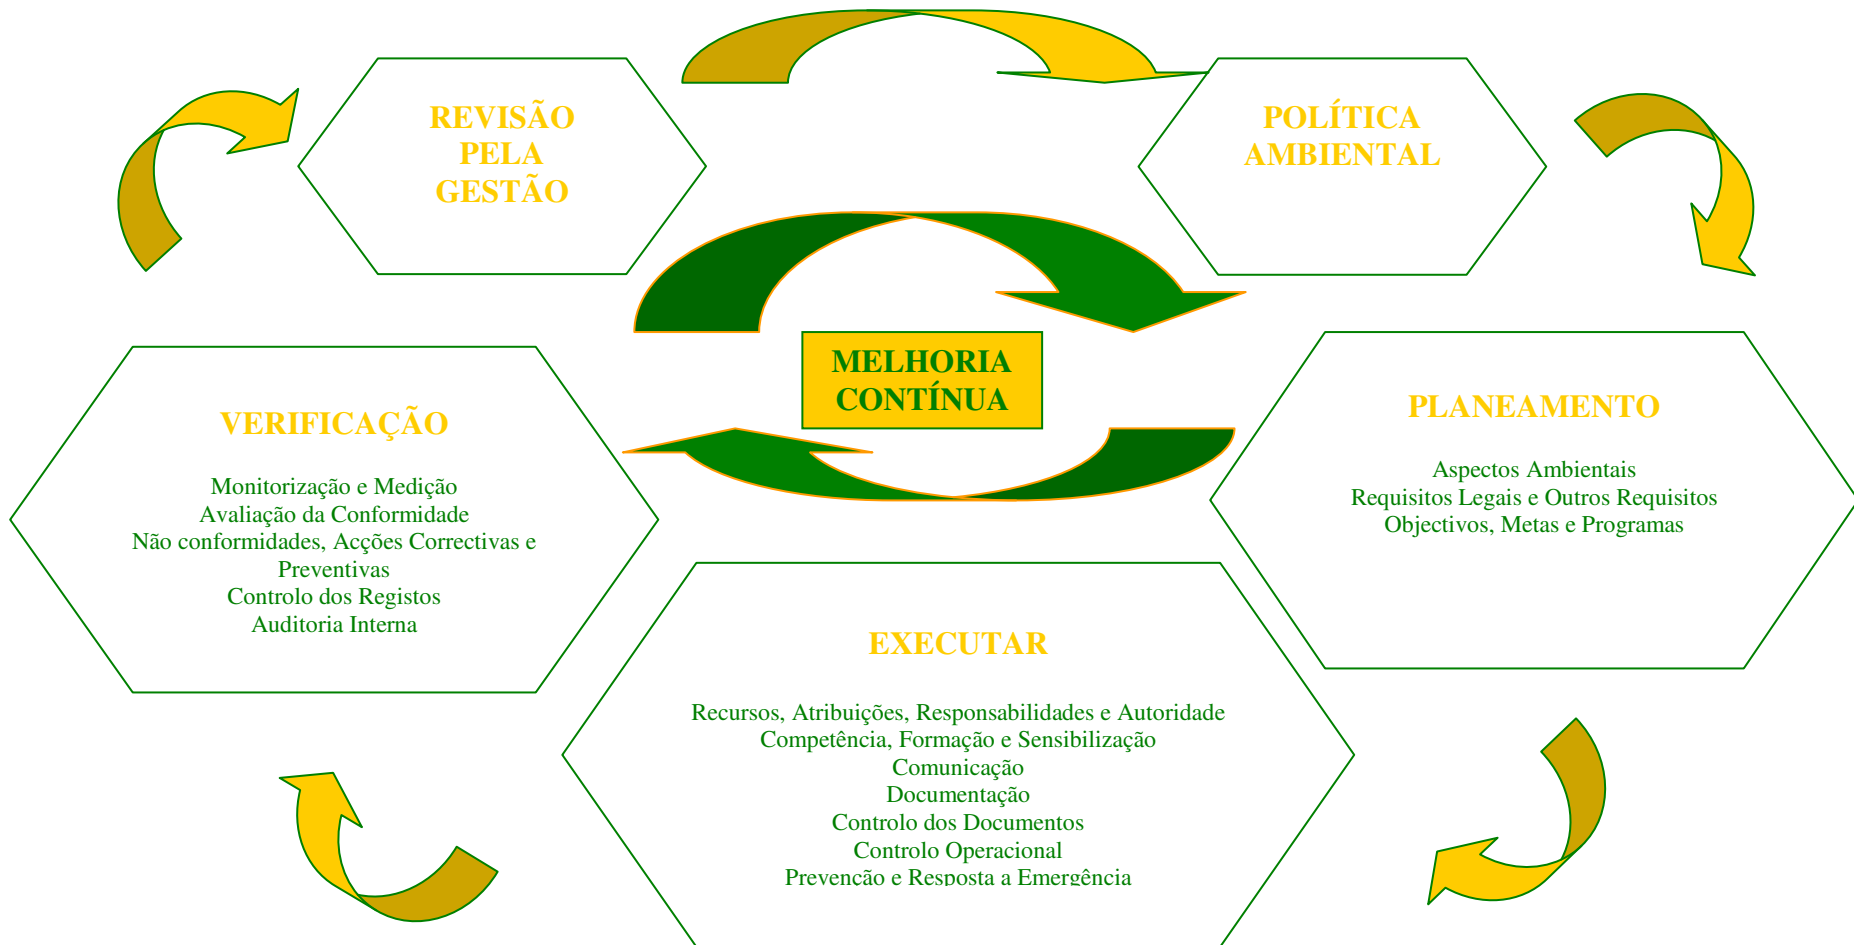 REVISÃO
PELA
GESTÃO
POLÍTICA
AMBIENTAL
MELHORIA
CONTÍNUA
VERIFICAÇÃO
Monitorização e Medição
Avaliação da Conformidade
Não conformidades, Acções Correctivas e
Preventivas
Controlo dos Registos
Auditoria Interna
PLANEAMENTO
Aspectos Ambientais
Requisitos Legais e Outros Requisitos
Objectivos, Metas e Programas
EXECUTAR
Recursos, Atribuições, Responsabilidades e Autoridade
Competência, Formação e Sensibilização
Comunicação
Documentação
Controlo dos Documentos
Controlo Operacional
Prevenção e Resposta a Emergência